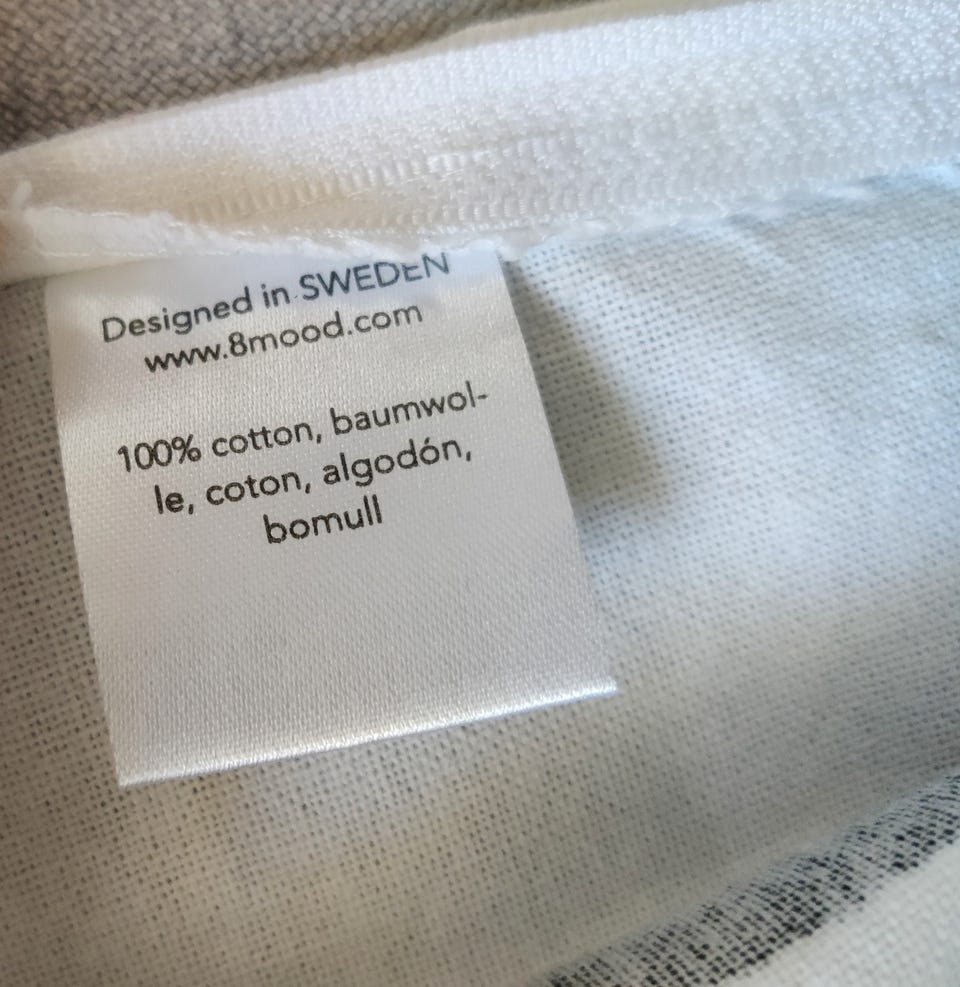 Designed in SWEDEN
www.8mood.com
100% cotton, baumwol-
le, coton, algodón,
bomull